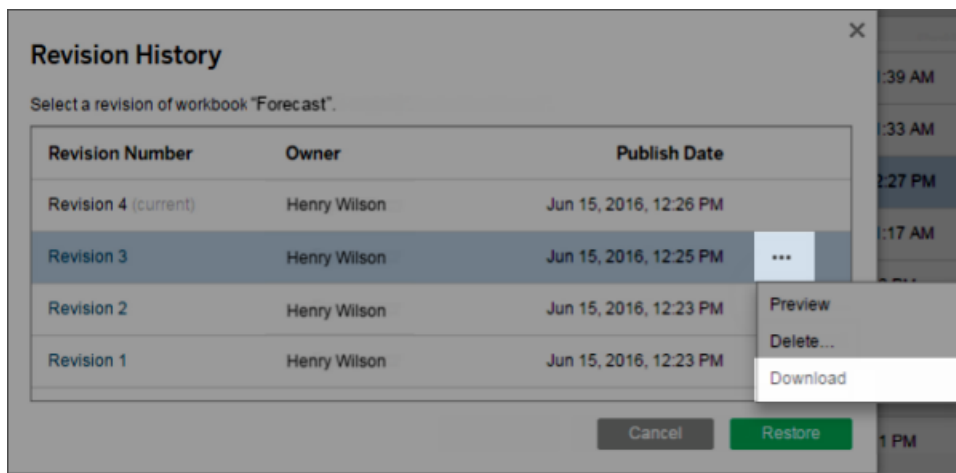 ×
Revision History
:39 AM
Select a revision of workbook "Forecast".
:33 AM
Revision Number Owner Publish Date
2:27 PM
Revision 4 (current) Henry Wilson Jun 15, 2016, 12:26 PM
:17 AM
Revision 3 Henry Wilson Jun 15, 2016, 12:25 PM ...
Revision 2 Henry Wilson Jun 15, 2016, 12:23 PM
Preview
Delete...
Revision 1 Henry Wilson Jun 15, 2016, 12:23 PM
Download
Cancel Restore
1 PM